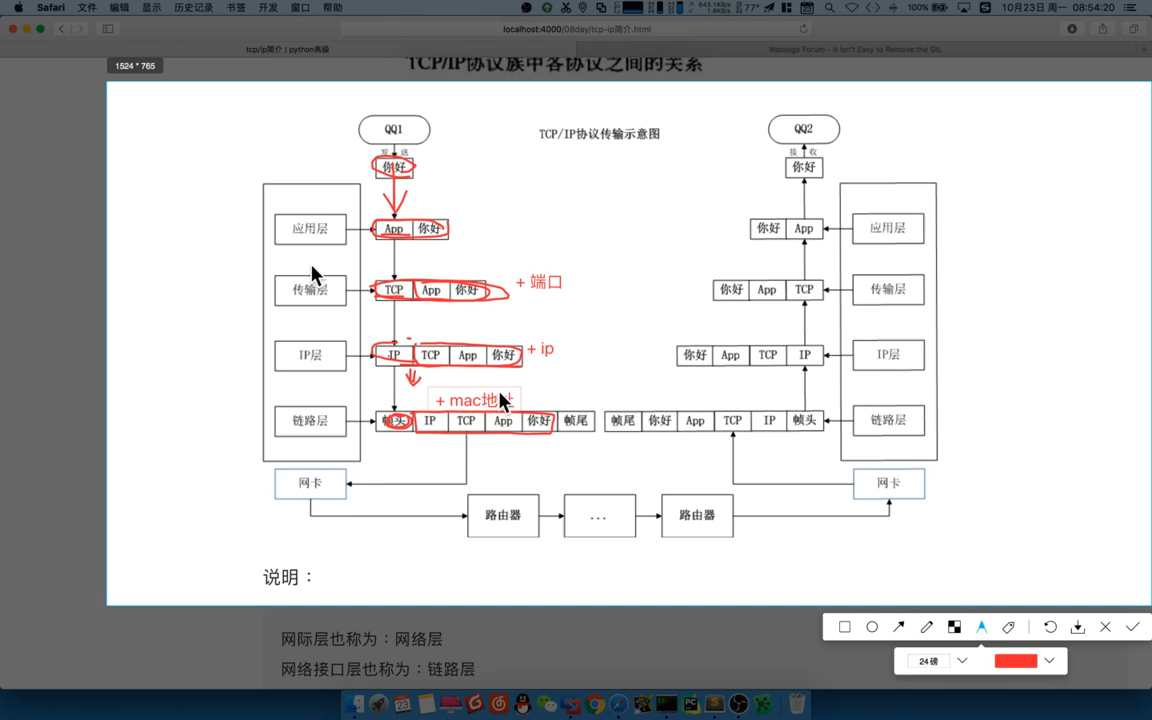 Safari 文件 编辑 显示 历史记录 书签 开发 窗口 帮助
77° 100% 10月23日 周一 08:54:20
localhost:4000/08day/tcp-ip簡介.html
tcp/ip簡介 | python高級
Weblogs Forum - It isn't Easy to Remove the GIL
TCP/IP协议族中各协议之间的关系
1524 * 765
QQ1
TCP/IP协议传输示意图
QQ2
发 送
接 收
你好
你好
应用层
App 你好
你好 App
应用层
+ 端口
传输层
TCP App 你好
你好 App TCP
传输层
+ ip
IP层
IP TCP App 你好
你好 App TCP IP
IP层
+ mac地址
链路层
帧头 IP TCP App 你好 帧尾
帧尾 你好 App TCP IP 帧头
链路层
网卡
网卡
路由器
...
路由器
说明：
网际层也称为：网络层
网络接口层也称为：链路层
24磅